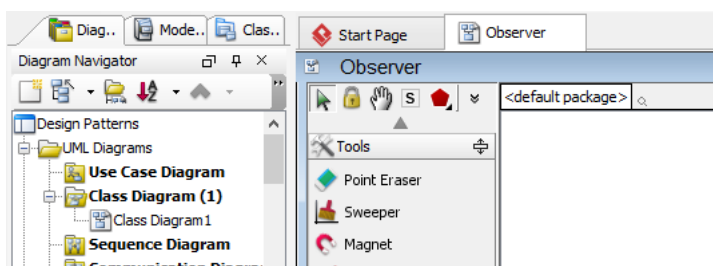 Diag.. Mode.. Clas..
Start Page
Observer
Diagram Navigator
Observer
S
<default package>
Design Patterns
Tools
UML Diagrams
Use Case Diagram
Point Eraser
Class Diagram (1)
Sweeper
Class Diagram1
Sequence Diagram
Magnet